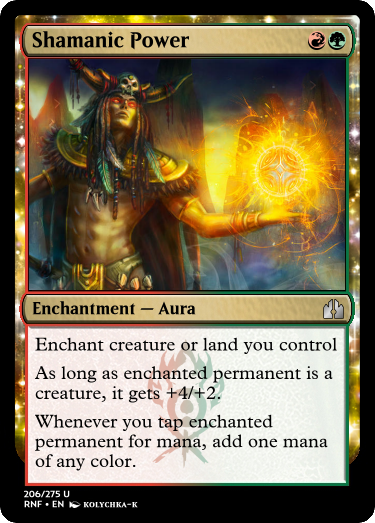 Shamanic Power
Enchantment — Aura
Enchant creature or land you control
As long as enchanted permanent is a
creature, it gets +4/+2.
Whenever you tap enchanted
permanent for mana, add one mana
of any color.
206/275 U
RNF • EN KOLYCHKA-K